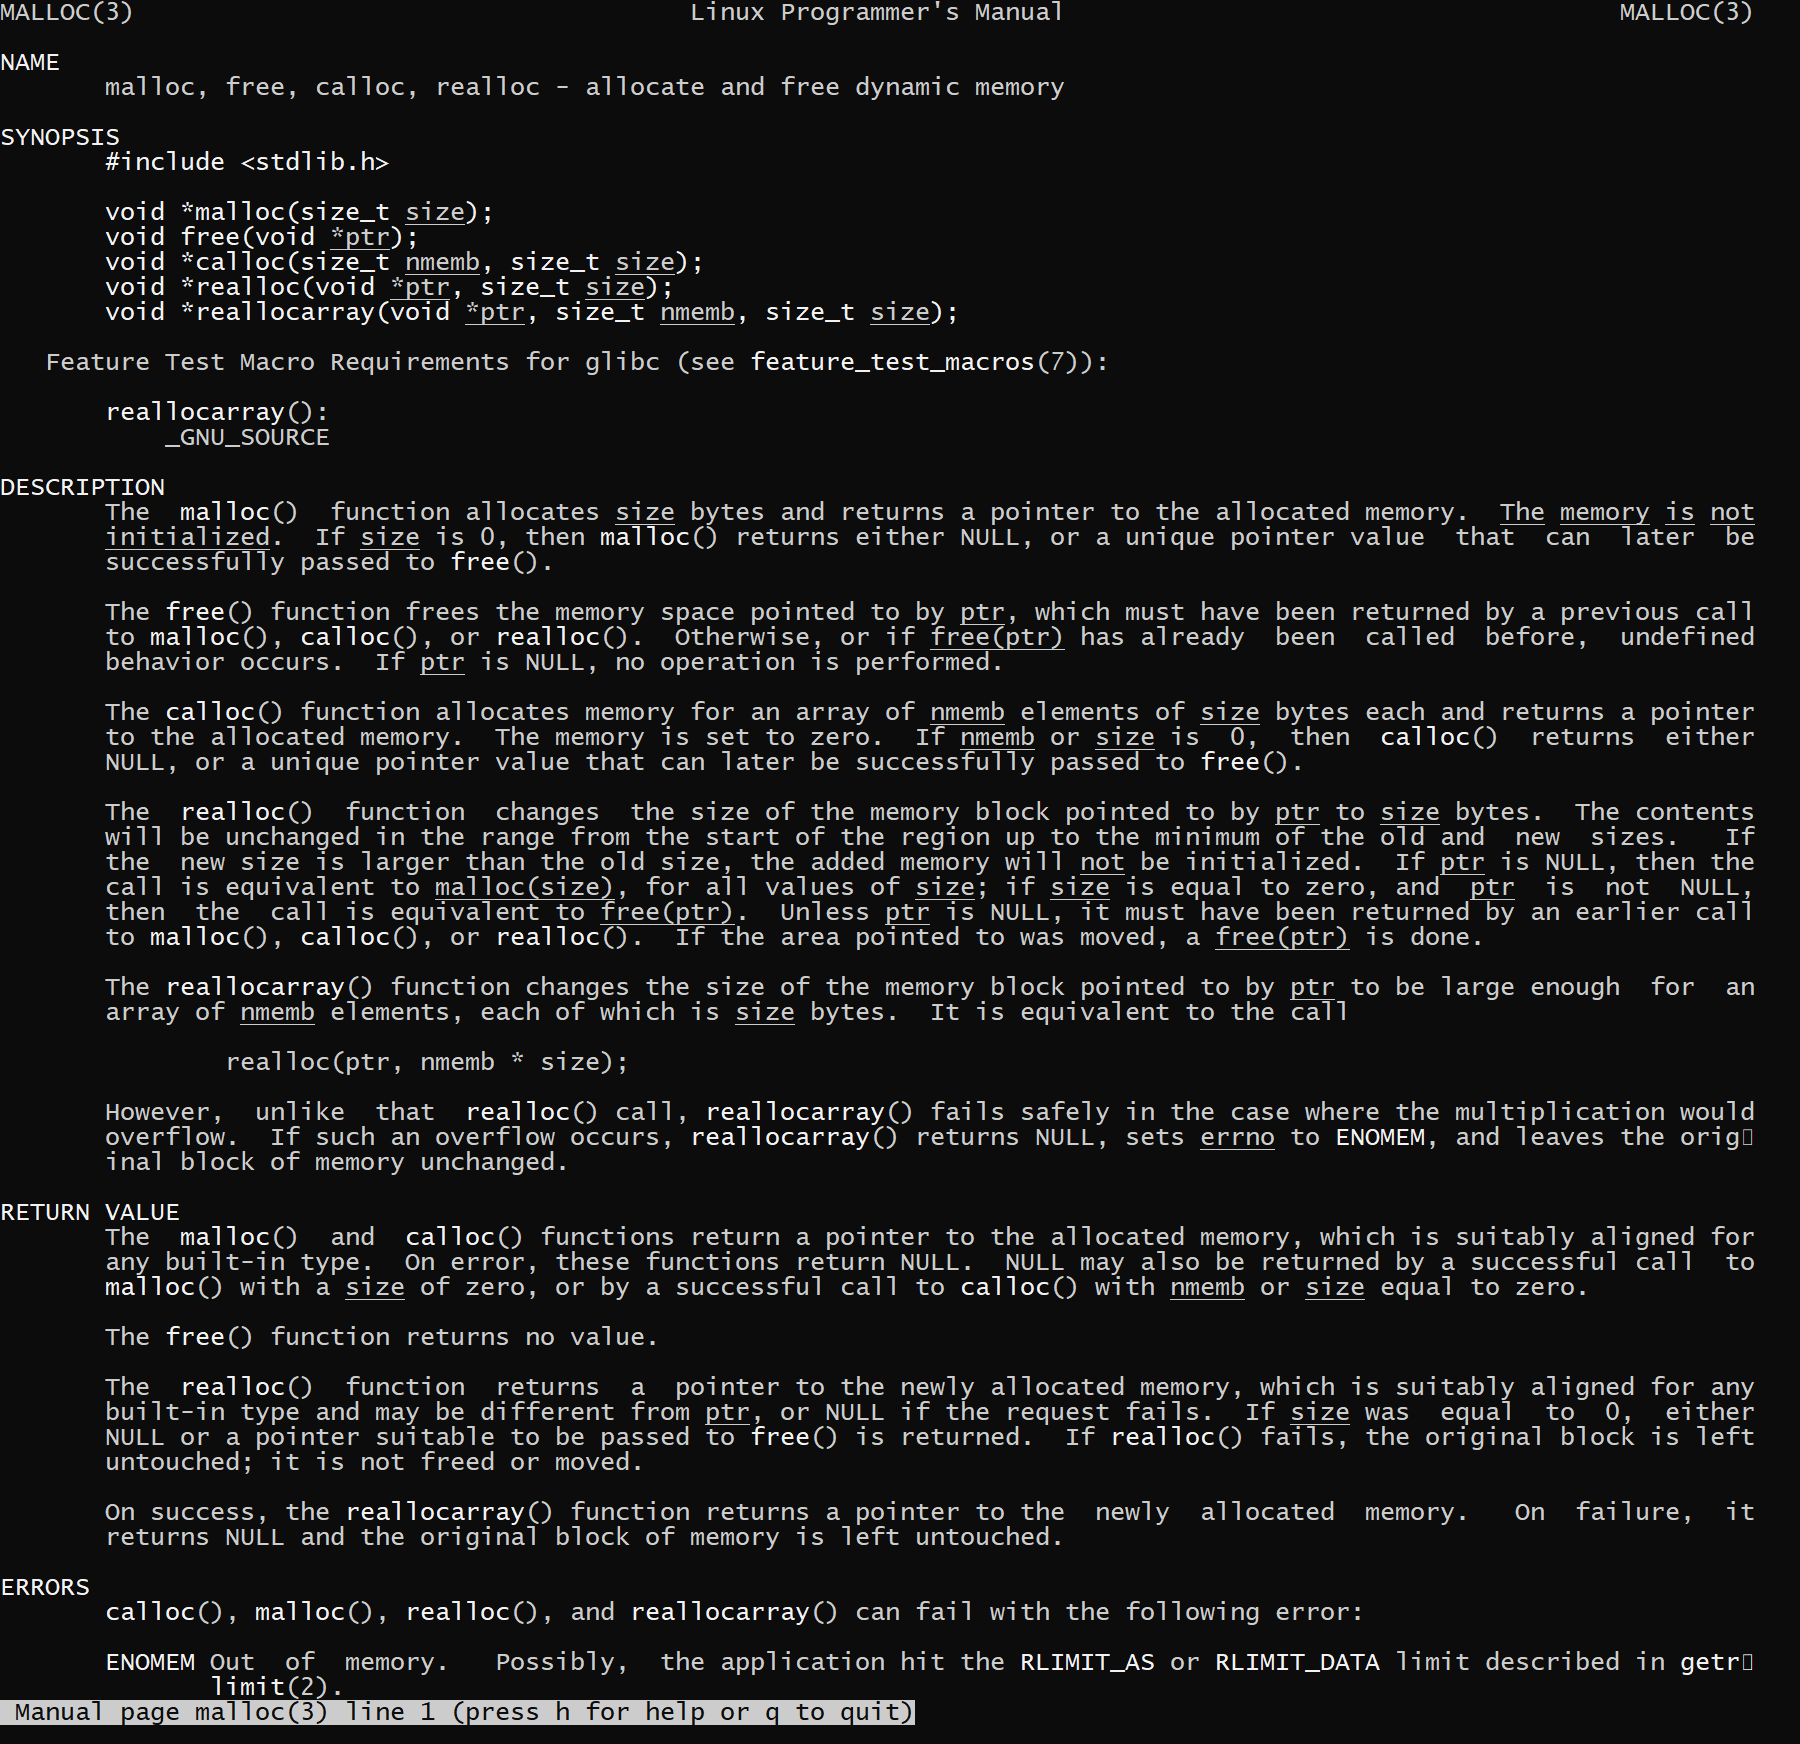 MALLOC(3)                                     Linux Programmer's Manual                                     MALLOC(3)
NAME
       malloc, free, calloc, realloc - allocate and free dynamic memory
SYNOPSIS
       #include <stdlib.h>
       void *malloc(size_t size);
       void free(void *ptr);
       void *calloc(size_t nmemb, size_t size);
       void *realloc(void *ptr, size_t size);
       void *reallocarray(void *ptr, size_t nmemb, size_t size);
   Feature Test Macro Requirements for glibc (see feature_test_macros(7)):
       reallocarray():
           _GNU_SOURCE
DESCRIPTION
       The  malloc()  function allocates size bytes and returns a pointer to the allocated memory.  The memory is not
       initialized.  If size is 0, then malloc() returns either NULL, or a unique pointer value  that  can  later  be
       successfully passed to free().
       The free() function frees the memory space pointed to by ptr, which must have been returned by a previous call
       to malloc(), calloc(), or realloc().  Otherwise, or if free(ptr) has already  been  called  before,  undefined
       behavior occurs.  If ptr is NULL, no operation is performed.
       The calloc() function allocates memory for an array of nmemb elements of size bytes each and returns a pointer
       to the allocated memory.  The memory is set to zero.  If nmemb or size is  0,  then  calloc()  returns  either
       NULL, or a unique pointer value that can later be successfully passed to free().
       The  realloc()  function  changes  the size of the memory block pointed to by ptr to size bytes.  The contents
       will be unchanged in the range from the start of the region up to the minimum of the old and  new  sizes.   If
       the  new size is larger than the old size, the added memory will not be initialized.  If ptr is NULL, then the
       call is equivalent to malloc(size), for all values of size; if size is equal to zero, and  ptr  is  not  NULL,
       then  the  call is equivalent to free(ptr).  Unless ptr is NULL, it must have been returned by an earlier call
       to malloc(), calloc(), or realloc().  If the area pointed to was moved, a free(ptr) is done.
       The reallocarray() function changes the size of the memory block pointed to by ptr to be large enough  for  an
       array of nmemb elements, each of which is size bytes.  It is equivalent to the call
               realloc(ptr, nmemb * size);
       However,  unlike  that  realloc() call, reallocarray() fails safely in the case where the multiplication would
       overflow.  If such an overflow occurs, reallocarray() returns NULL, sets errno to ENOMEM, and leaves the orig▯
       inal block of memory unchanged.
RETURN VALUE
       The  malloc()  and  calloc() functions return a pointer to the allocated memory, which is suitably aligned for
       any built-in type.  On error, these functions return NULL.  NULL may also be returned by a successful call  to
       malloc() with a size of zero, or by a successful call to calloc() with nmemb or size equal to zero.
       The free() function returns no value.
       The  realloc()  function  returns  a  pointer to the newly allocated memory, which is suitably aligned for any
       built-in type and may be different from ptr, or NULL if the request fails.  If size was  equal  to  0,  either
       NULL or a pointer suitable to be passed to free() is returned.  If realloc() fails, the original block is left
       untouched; it is not freed or moved.
       On success, the reallocarray() function returns a pointer to the  newly  allocated  memory.   On  failure,  it
       returns NULL and the original block of memory is left untouched.
ERRORS
       calloc(), malloc(), realloc(), and reallocarray() can fail with the following error:
       ENOMEM Out  of  memory.   Possibly,  the application hit the RLIMIT_AS or RLIMIT_DATA limit described in getr▯
              limit(2).
 Manual page malloc(3) line 1 (press h for help or q to quit)